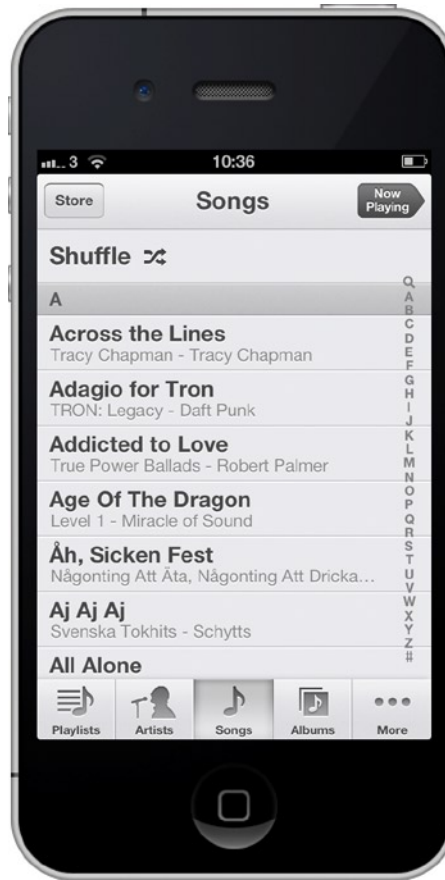 3
10:36
Store
Songs
Now
Playing
Shuffle
A
Across the Lines
Tracy Chapman - Tracy Chapman
Adagio for Tron
TRON: Legacy - Daft Punk
Addicted to Love
True Power Ballads - Robert Palmer
Age Of The Dragon
Level 1 - Miracle of Sound
Åh, Sicken Fest
Någonting Att Äta, Någonting Att Dricka...
Aj Aj Aj
Svenska Tokhits - Schytts
All Alone
A
B
C
D
E
F
G
H
I
J
K
L
M
N
O
P
Q
R
S
T
U
V
W
X
Y
Z
#
Playlists
Artists
Songs
Albums
More